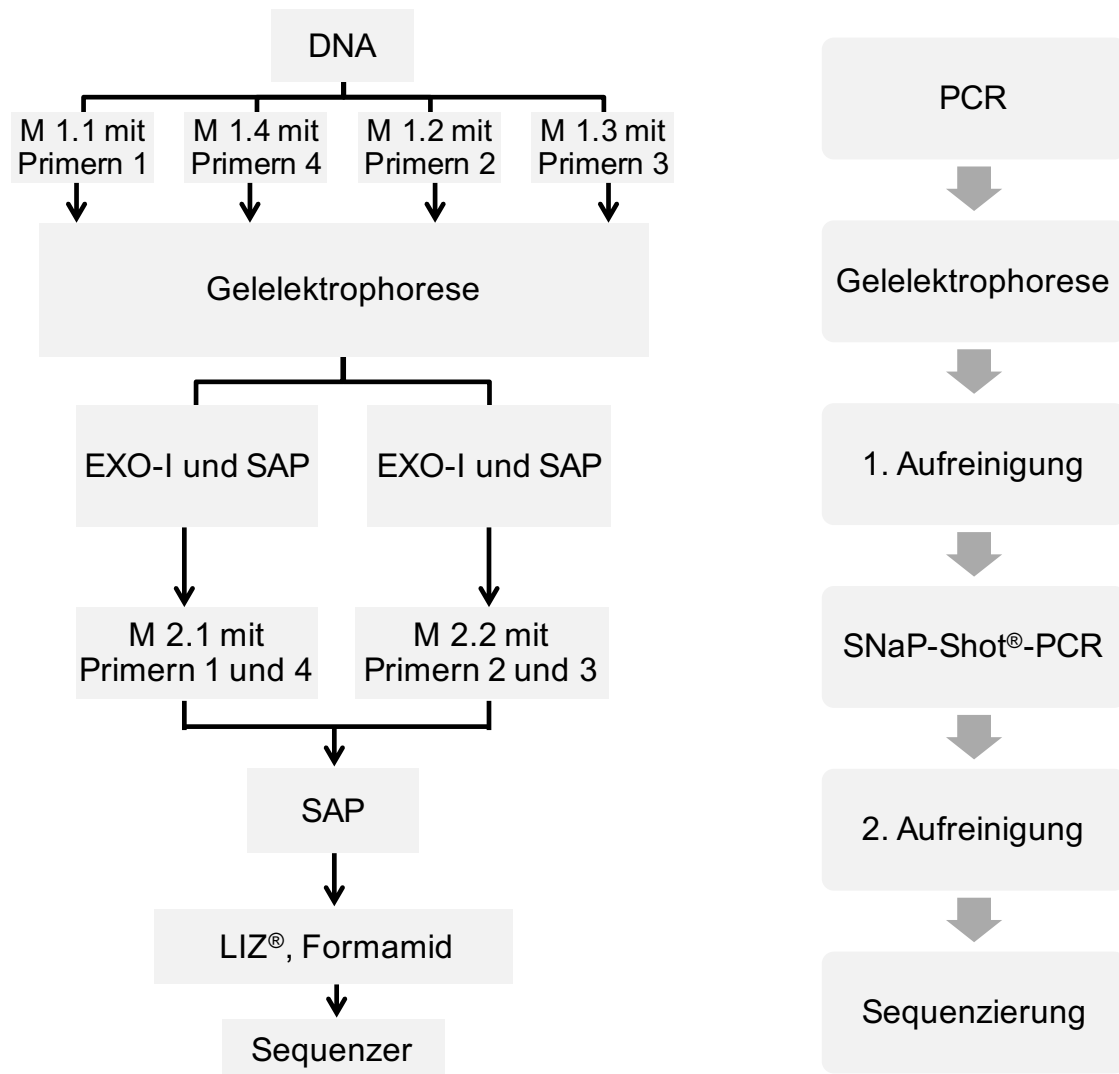 DNA
M 1.1 mit
Primern 1
M 1.4 mit
Primern 4
M 1.2 mit
Primern 2
M 1.3 mit
Primern 3
Gelelektrophorese
EXO-I und SAP
EXO-I und SAP
M 2.1 mit
Primern 1 und 4
M 2.2 mit
Primern 2 und 3
SAP
LIZ®, Formamid
Sequenzer
PCR
Gelelektrophorese
1. Aufreinigung
SNaP-Shot®-PCR
2. Aufreinigung
Sequenzierung